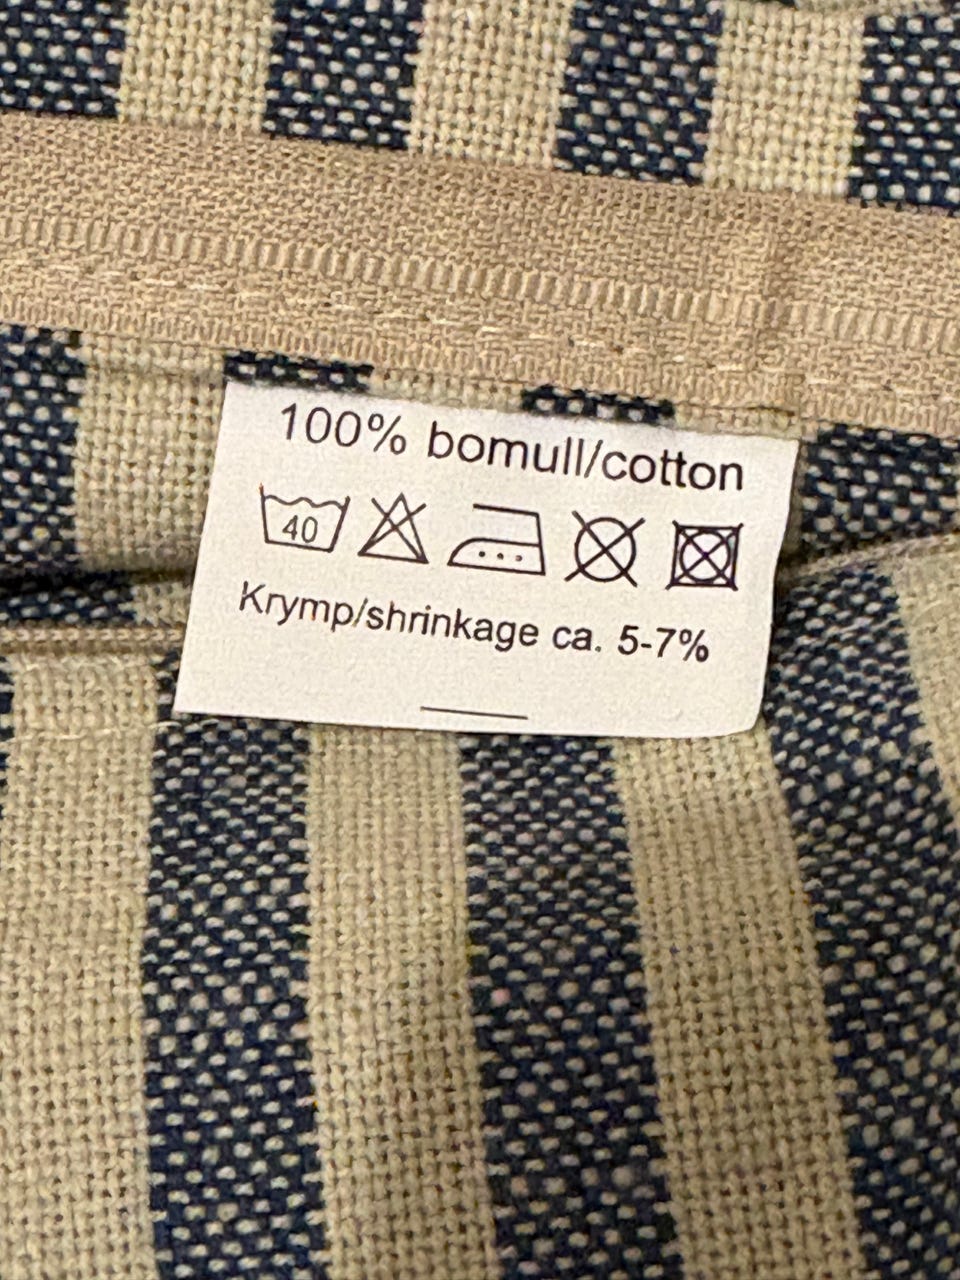 100% bomull/cotton
40
Krymp/shrinkage ca. 5-7%